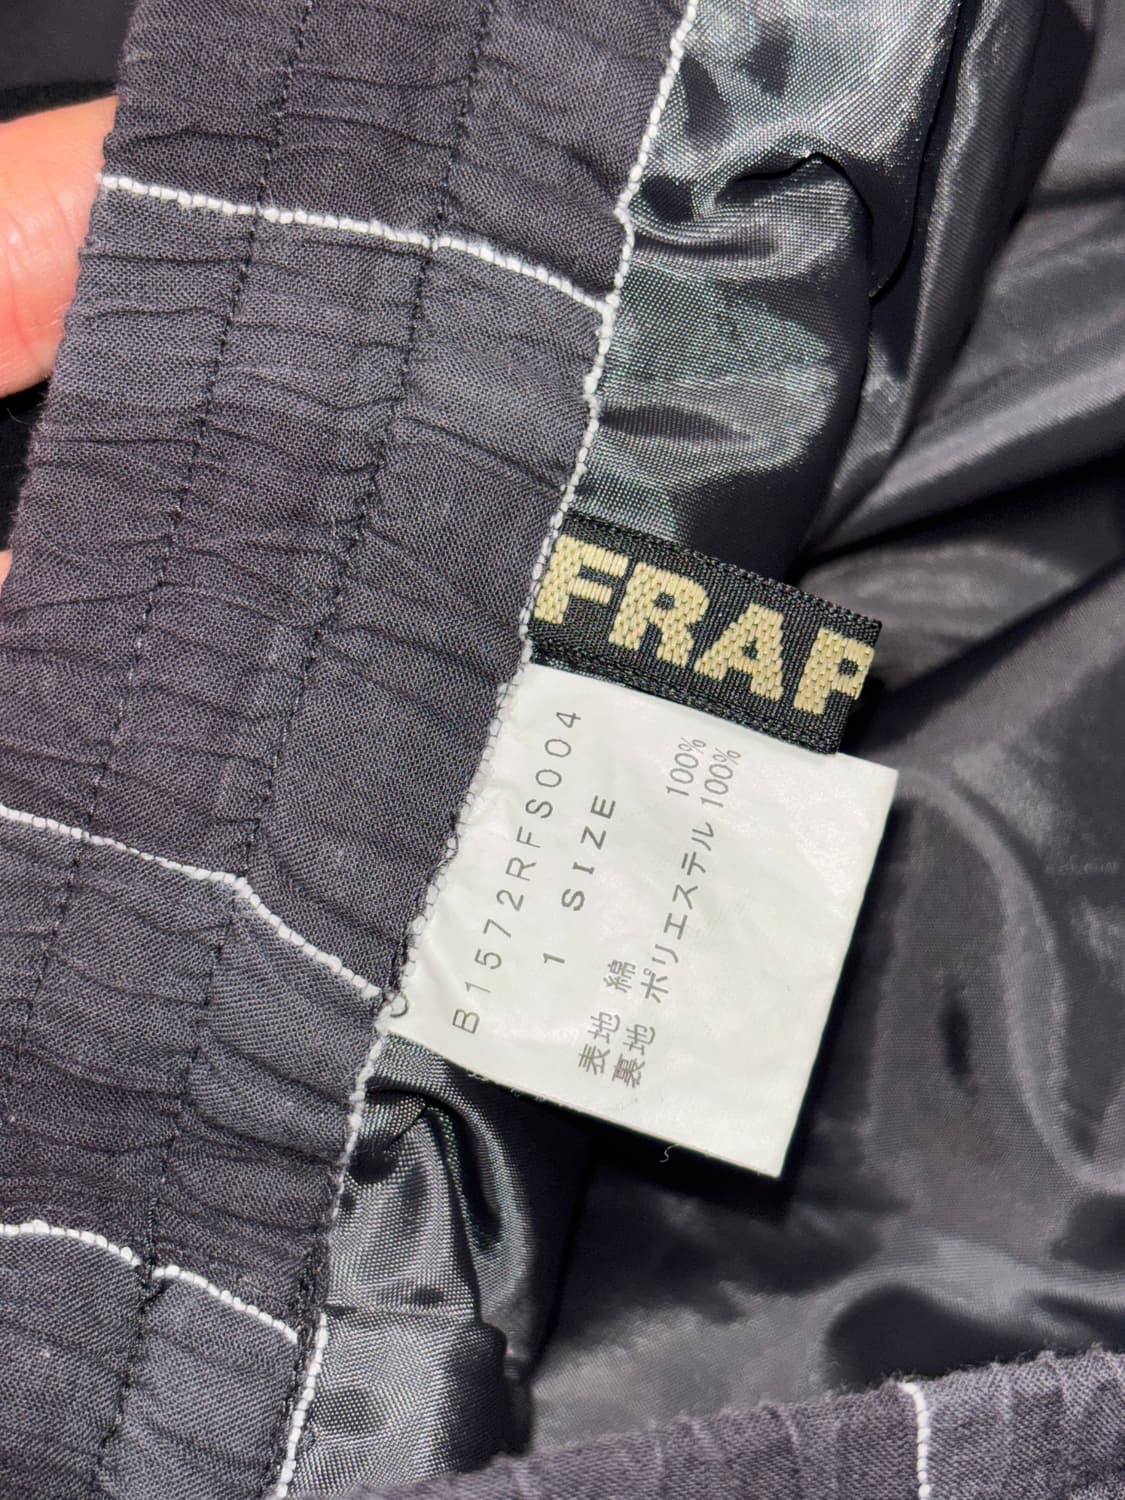 FRAP
B1572RFS004
1 SIZE
表地 綿 100%
裏地 ポリエステル 100%